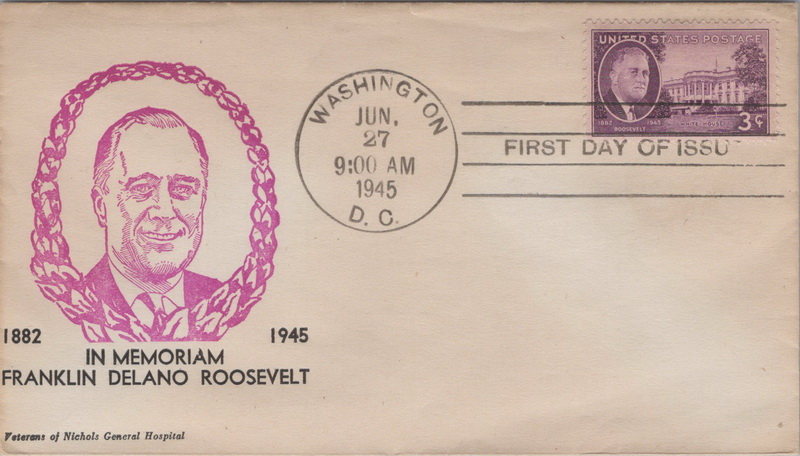 UNITED STATES POSTAGE
1882 1945
ROOSEVELT
3¢
WASHINGTON
JUN.
27
9:00 AM
1945
D. C.
FIRST DAY OF ISSU
1882 1945
IN MEMORIAM
FRANKLIN DELANO ROOSEVELT
Veterans of Nichols General Hospital